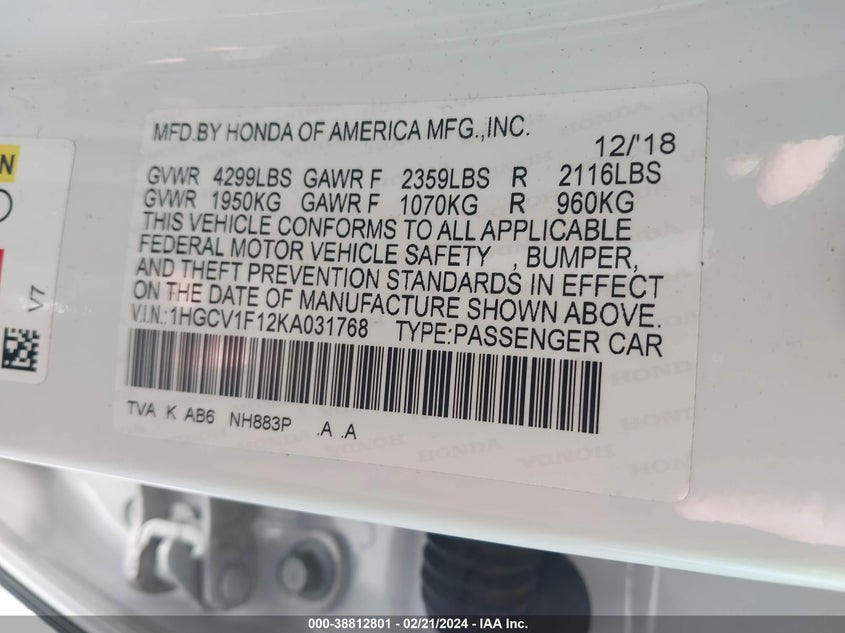 MFD.BY HONDA OF AMERICA MFG.,INC.
12/'18
GVWR 4299LBS GAWR F 2359LBS R 2116LBS
GVWR 1950KG GAWR F 1070KG R 960KG
THIS VEHICLE CONFORMS TO ALL APPLICABLE
FEDERAL MOTOR VEHICLE SAFETY , BUMPER,
AND THEFT PREVENTION STANDARDS IN EFFECT
ON THE DATE OF MANUFACTURE SHOWN ABOVE.
V.I.N.:1HGCV1F12KA031768 TYPE:PASSENGER CAR
TVA K AB6 NH883P .A .A
V7
000-38812801 - 02/21/2024 - IAA Inc.